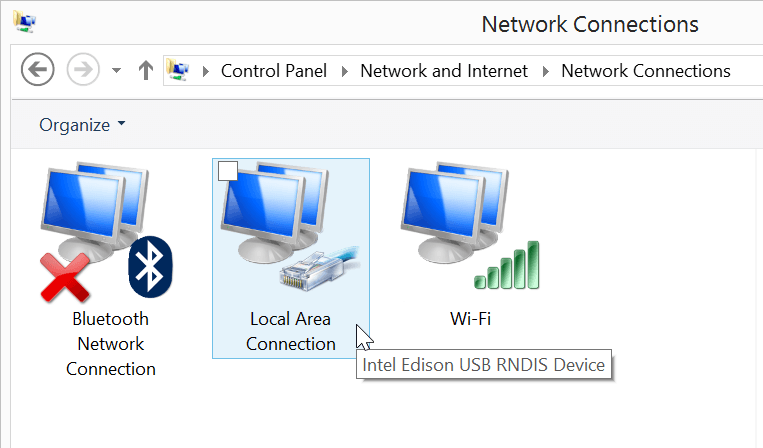 Network Connections
Control Panel Network and Internet Network Connections
Organize
Bluetooth
Network
Connection
Local Area
Connection
Wi-Fi
Intel Edison USB RNDIS Device